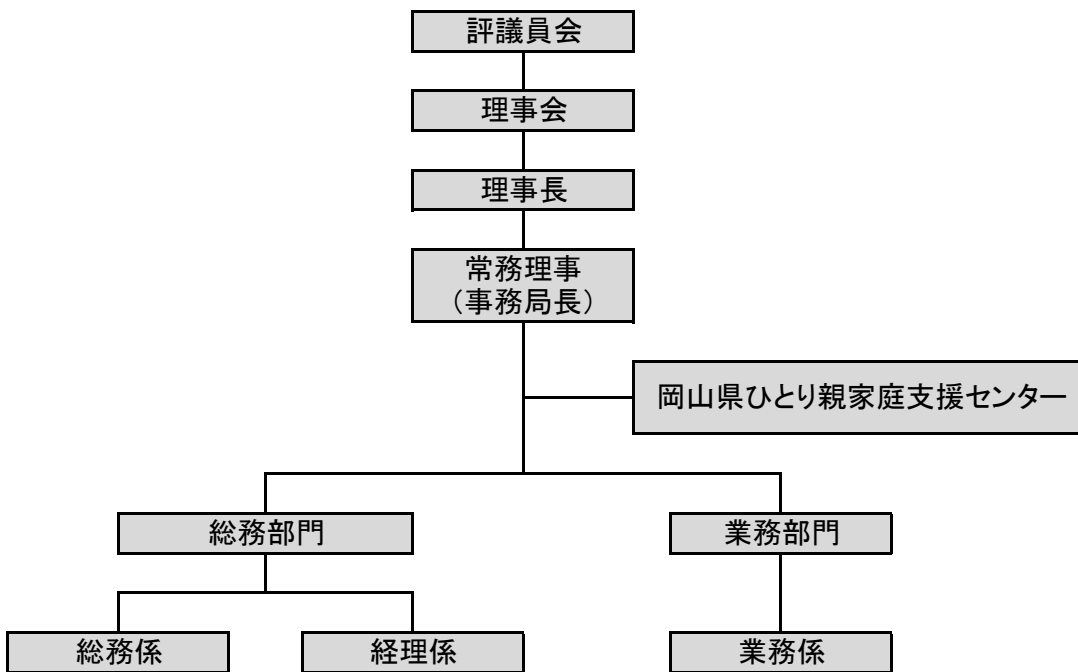 評議員会
理事会
理事長
常務理事
（事務局長）
岡山県ひとり親家庭支援センター
総務部門
業務部門
総務係
経理係
業務係